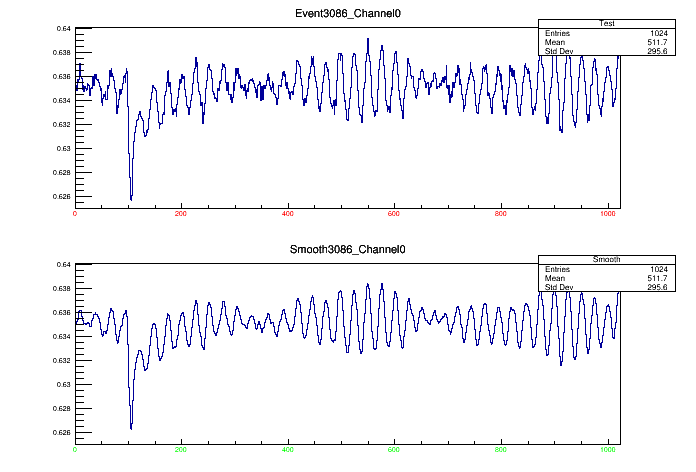 Event3086_Channel0
Test
Entries 1024
Mean 511.7
Std Dev 295.6
0.64
0.638
0.636
0.634
0.632
0.63
0.628
0.626
0 200 400 600 800 1000
Smooth3086_Channel0
Smooth
Entries 1024
Mean 511.7
Std Dev 295.6
0.64
0.638
0.636
0.634
0.632
0.63
0.628
0.626
0 200 400 600 800 1000